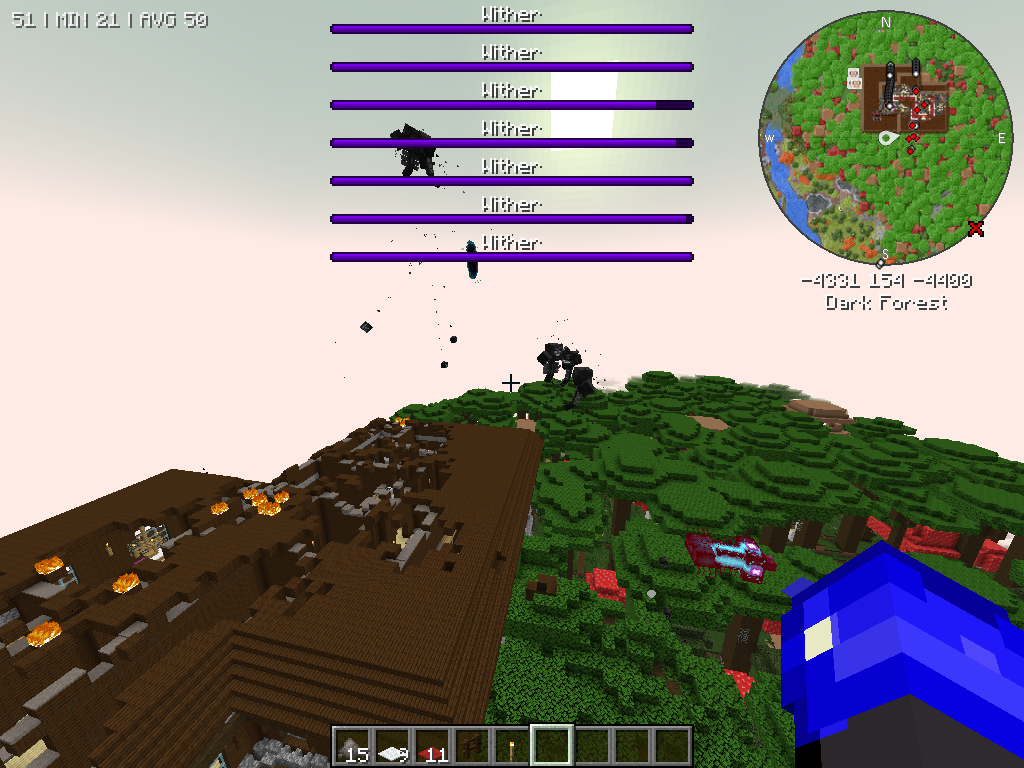 51 | MIN 21 | AVG 50
Wither
Wither
Wither
Wither
Wither
Wither
Wither
N
W
E
S
-4331 154 -4400
Dark Forest
15
9
11